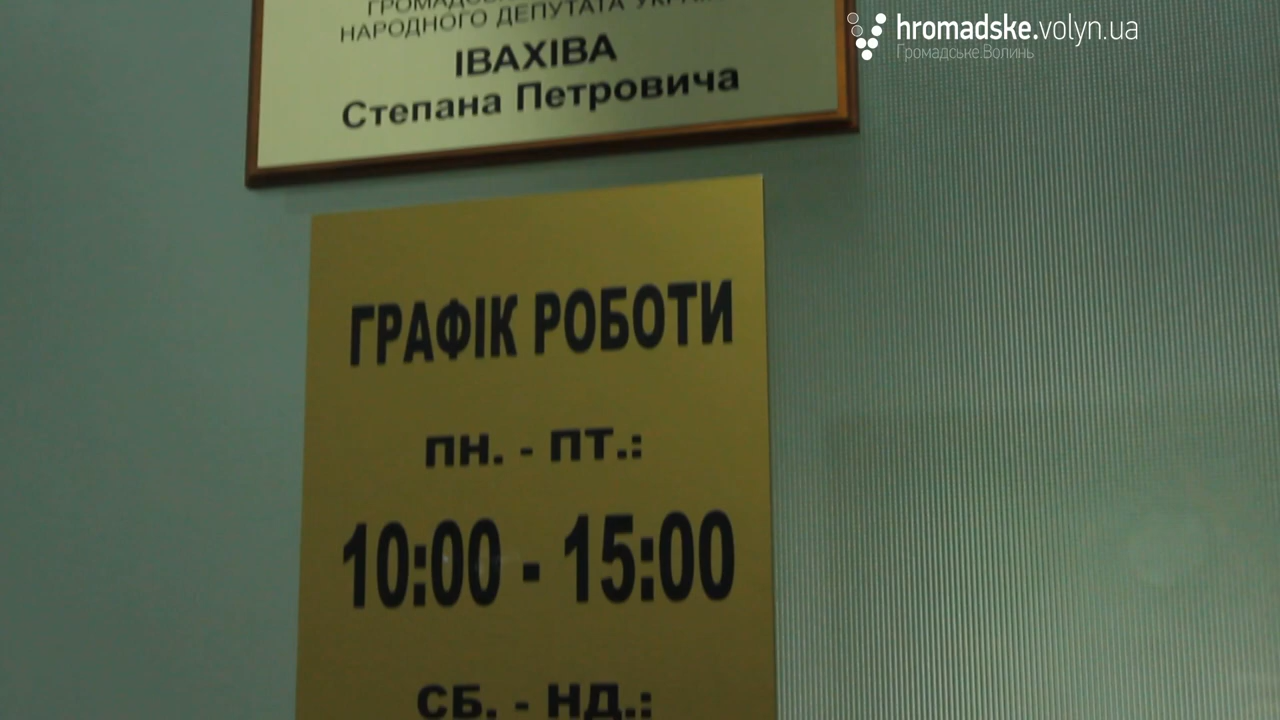 НАРОДНОГО ДЕПУТАТА
ІВАХІВА
Степана Петровича
hromadske.volyn.ua
Громадське.Волинь
ГРАФІК РОБОТИ
ПН. - ПТ.:
10:00 - 15:00
СБ. - НД.: